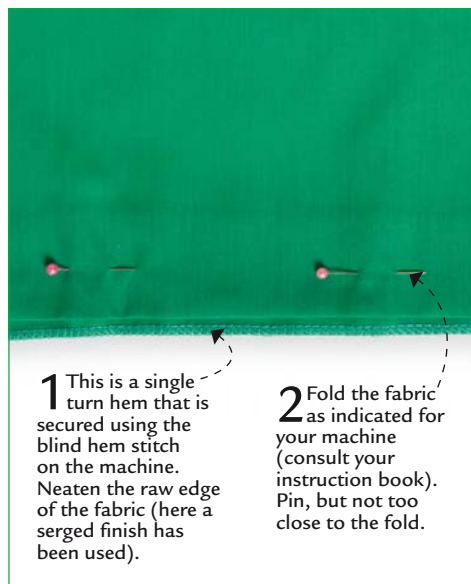 1 This is a single
turn hem that is
secured using the
blind hem stitch
on the machine.
Neaten the raw edge
of the fabric (here a
serged finish has
been used).
2 Fold the fabric
as indicated for
your machine
(consult your
instruction book).
Pin, but not too
close to the fold.